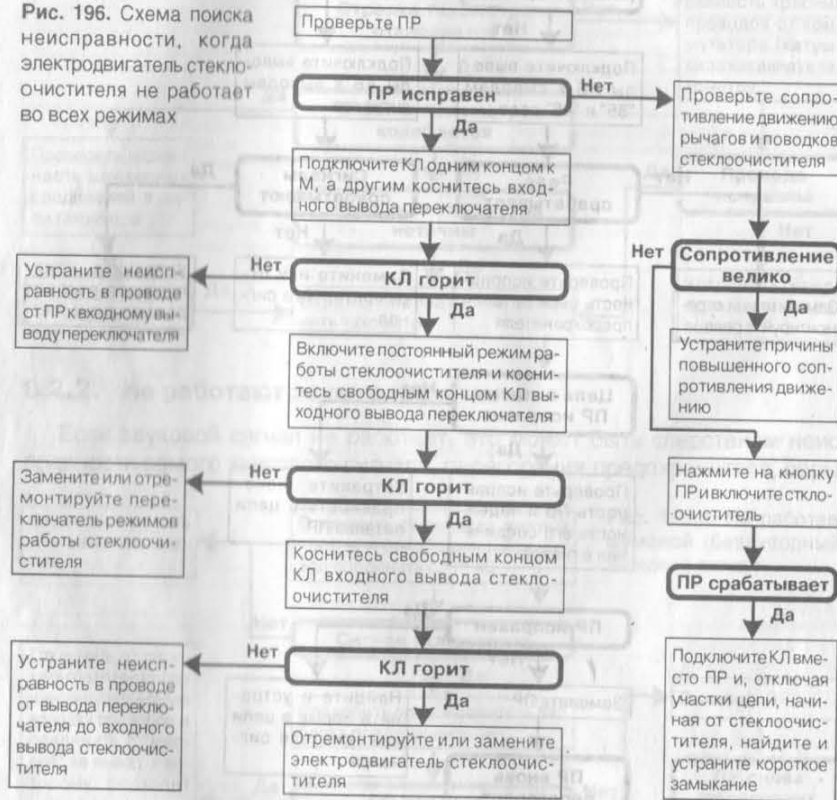 Рис. 196. Схема поиска
неисправности, когда
электродвигатель стекло-
очистителя не работает
во всех режимах
Проверьте ПР
ПР исправен
Нет
Да
Проверьте сопро-
тивление движению
рычагов и поводков
стеклоочистителя
Подключите КЛ одним концом к
М, а другим коснитесь вход-
ного вывода переключателя
КЛ горит
Нет
Да
Устраните неисп-
равность в проводе
от ПР к входному вы-
воду переключателя
Нет
Сопротивление
велико
Да
Устраните причины
повышенного соп-
ротивления движе-
нию
Включите постоянный режим ра-
боты стеклоочистителя и косни-
тесь свободным концом КЛ вы-
ходного вывода переключателя
КЛ горит
Нет
Да
Замените или отре-
монтируйте пере-
ключатель режимов
работы стеклоочи-
стителя
Нажмите на кнопку
ПР и включите сткло-
очиститель
Коснитесь свободным концом
КЛ входного вывода стекло-
очистителя
ПР срабатывает
Да
КЛ горит
Нет
Да
Устраните неисп-
равность в проводе
от вывода переклю-
чателя до входного
вывода стеклоочис-
тителя
Отремонтируйте или замените
электродвигатель стеклоочис-
тителя
Подключите КЛ вме-
сто ПР и, отключая
участки цепи, начи-
ная от стеклоочис-
тителя, найдите и
устраните короткое
замыкание